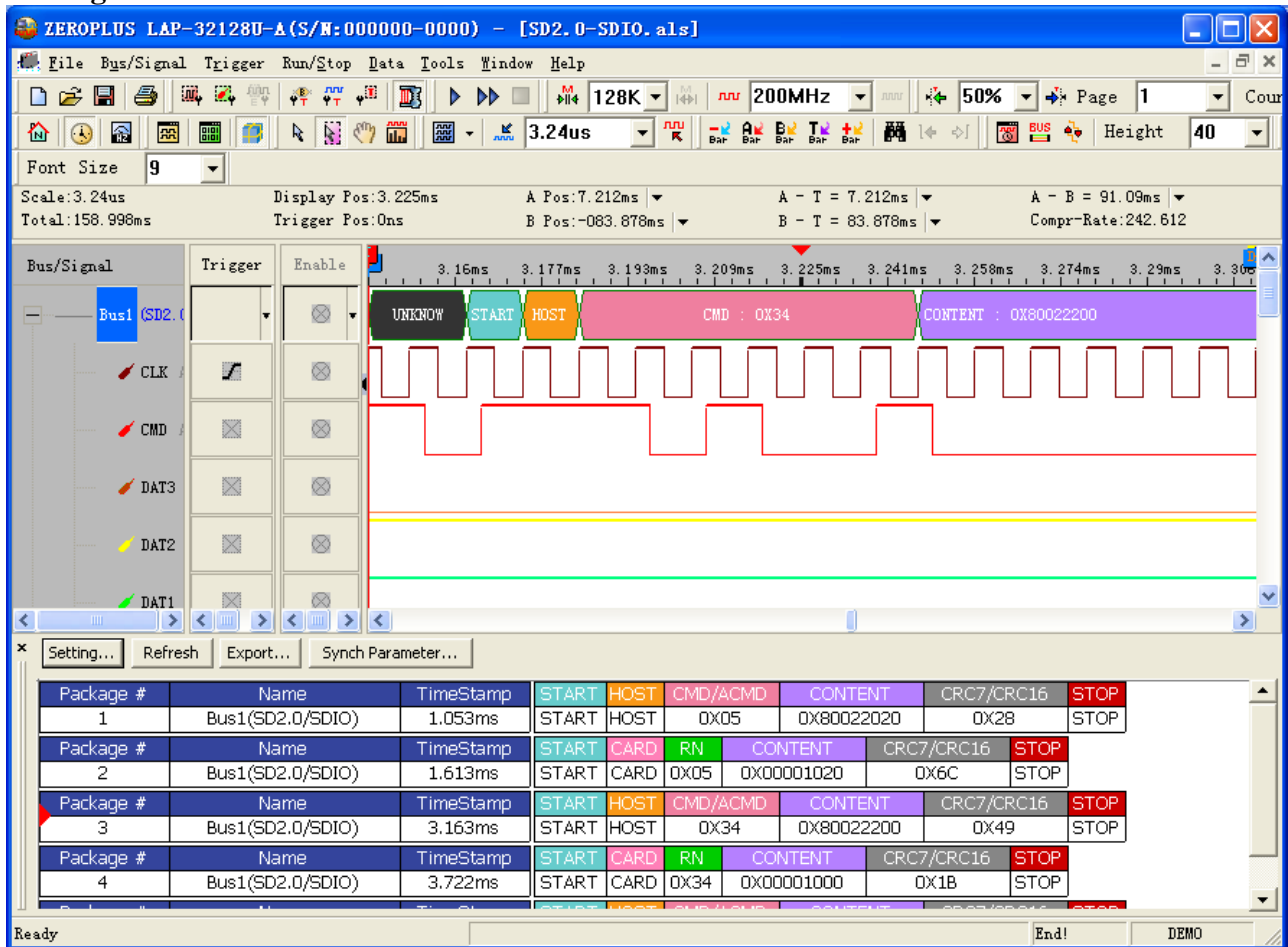 ZEROPLUS LAP-32128U-A(S/N:000000-0000) - [SD2.0-SDIO.als]
File Bus/Signal Trigger Run/Stop Data Tools Window Help
128K 200MHz 50% Page 1 Coun
3.24us Bar Bar Bar Bar Bar BUS Height 40
Font Size 9
Scale:3.24us Display Pos:3.225ms A Pos:7.212ms A - T = 7.212ms A - B = 91.09ms
Total:158.998ms Trigger Pos:0ns B Pos:-083.878ms B - T = 83.878ms Compr-Rate:242.612
Bus/Signal Trigger Enable 3.16ms 3.177ms 3.193ms 3.209ms 3.225ms 3.241ms 3.258ms 3.274ms 3.29ms
Bus1 (SD2.0 UNKNOW START HOST CMD : 0X34 CONTENT : 0X80022200
CLK
CMD
DAT3
DAT2
DAT1
Setting... Refresh Export... Synch Parameter...
Package # Name TimeStamp START HOST CMD/ACMD CONTENT CRC7/CRC16 STOP
1 Bus1(SD2.0/SDIO) 1.053ms START HOST 0X05 0X80022020 0X28 STOP
Package # Name TimeStamp START CARD RN CONTENT CRC7/CRC16 STOP
2 Bus1(SD2.0/SDIO) 1.613ms START CARD 0X05 0X00001020 0X6C STOP
Package # Name TimeStamp START HOST CMD/ACMD CONTENT CRC7/CRC16 STOP
3 Bus1(SD2.0/SDIO) 3.163ms START HOST 0X34 0X80022200 0X49 STOP
Package # Name TimeStamp START CARD RN CONTENT CRC7/CRC16 STOP
4 Bus1(SD2.0/SDIO) 3.722ms START CARD 0X34 0X00001000 0X1B STOP
Ready End! DEMO